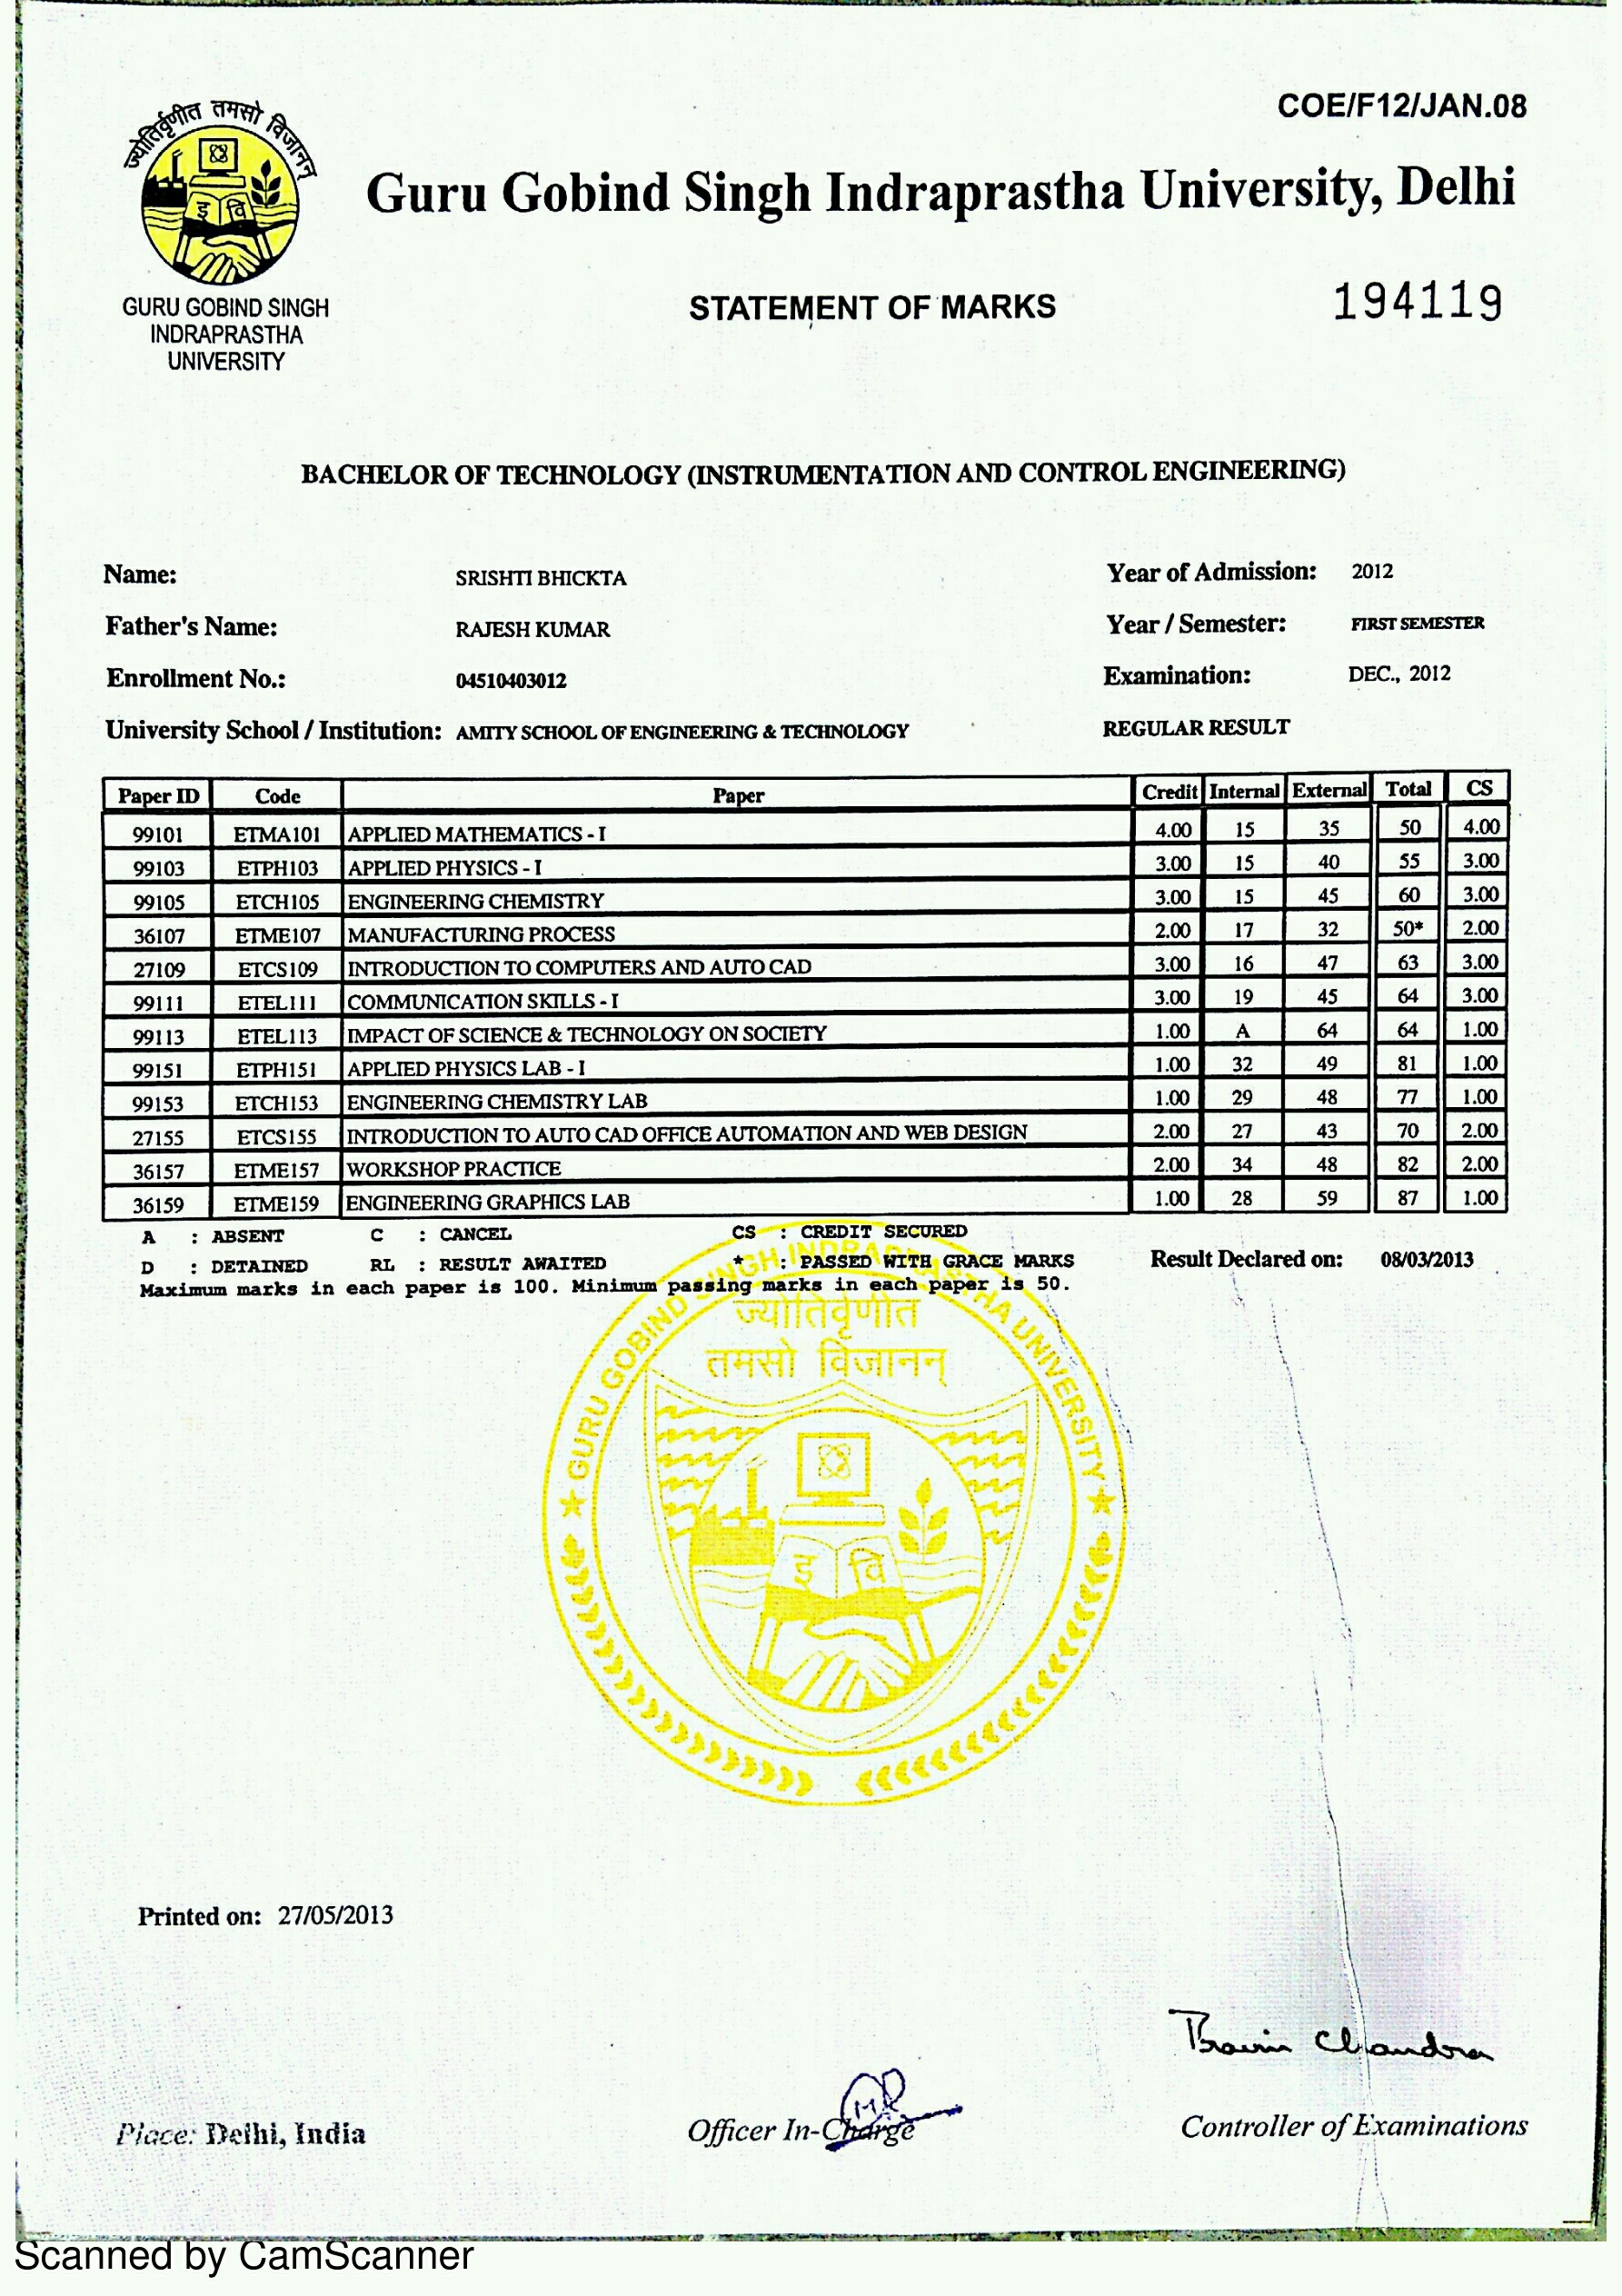 COE/F12/JAN.08
ज्योतिर्वृणीत तमसो विजानन्
इ वि
Guru Gobind Singh Indraprastha University, Delhi
GURU GOBIND SINGH
INDRAPRASTHA
UNIVERSITY
STATEMENT OF MARKS
194119
BACHELOR OF TECHNOLOGY (INSTRUMENTATION AND CONTROL ENGINEERING)
Name: SRISHTI BHICKTA Year of Admission: 2012
Father's Name: RAJESH KUMAR Year / Semester: FIRST SEMESTER
Enrollment No.: 04510403012 Examination: DEC., 2012
University School / Institution: AMITY SCHOOL OF ENGINEERING & TECHNOLOGY REGULAR RESULT
Paper ID Code Paper Credit Internal External Total CS
99101 ETMA101 APPLIED MATHEMATICS - I 4.00 15 35 50 4.00
99103 ETPH103 APPLIED PHYSICS - I 3.00 15 40 55 3.00
99105 ETCH105 ENGINEERING CHEMISTRY 3.00 15 45 60 3.00
36107 ETME107 MANUFACTURING PROCESS 2.00 17 32 50* 2.00
27109 ETCS109 INTRODUCTION TO COMPUTERS AND AUTO CAD 3.00 16 47 63 3.00
99111 ETEL111 COMMUNICATION SKILLS - I 3.00 19 45 64 3.00
99113 ETEL113 IMPACT OF SCIENCE & TECHNOLOGY ON SOCIETY 1.00 A 64 64 1.00
99151 ETPH151 APPLIED PHYSICS LAB - I 1.00 32 49 81 1.00
99153 ETCH153 ENGINEERING CHEMISTRY LAB 1.00 29 48 77 1.00
27155 ETCS155 INTRODUCTION TO AUTO CAD OFFICE AUTOMATION AND WEB DESIGN 2.00 27 43 70 2.00
36157 ETME157 WORKSHOP PRACTICE 2.00 34 48 82 2.00
36159 ETME159 ENGINEERING GRAPHICS LAB 1.00 28 59 87 1.00
A : ABSENT C : CANCEL CS : CREDIT SECURED
D : DETAINED RL : RESULT AWAITED * : PASSED WITH GRACE MARKS Result Declared on: 08/03/2013
Maximum marks in each paper is 100. Minimum passing marks in each paper is 50.
GURU GOBIND SINGH INDRAPRASTHA UNIVERSITY
ज्योतिर्वृणीत
तमसो विजानन्
इ वि
Printed on: 27/05/2013
Place: Delhi, India
Officer In-Charge
Controller of Examinations
Scanned by CamScanner